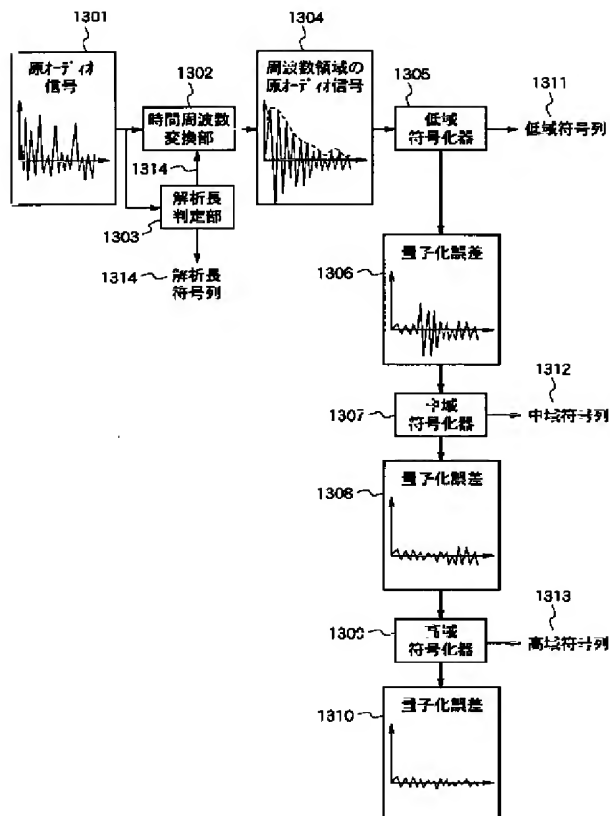 1301
原オーディオ
信号
1302
時間周波数
変換部
1314
解析長
判定部
1303
1314
解析長
符号列
1304
周波数領域の
原オーディオ信号
1305
低域
符号化器
1311
低域符号列
1306
量子化誤差
1307
中域
符号化器
1312
中域符号列
1308
量子化誤差
1309
高域
符号化器
1313
高域符号列
1310
量子化誤差